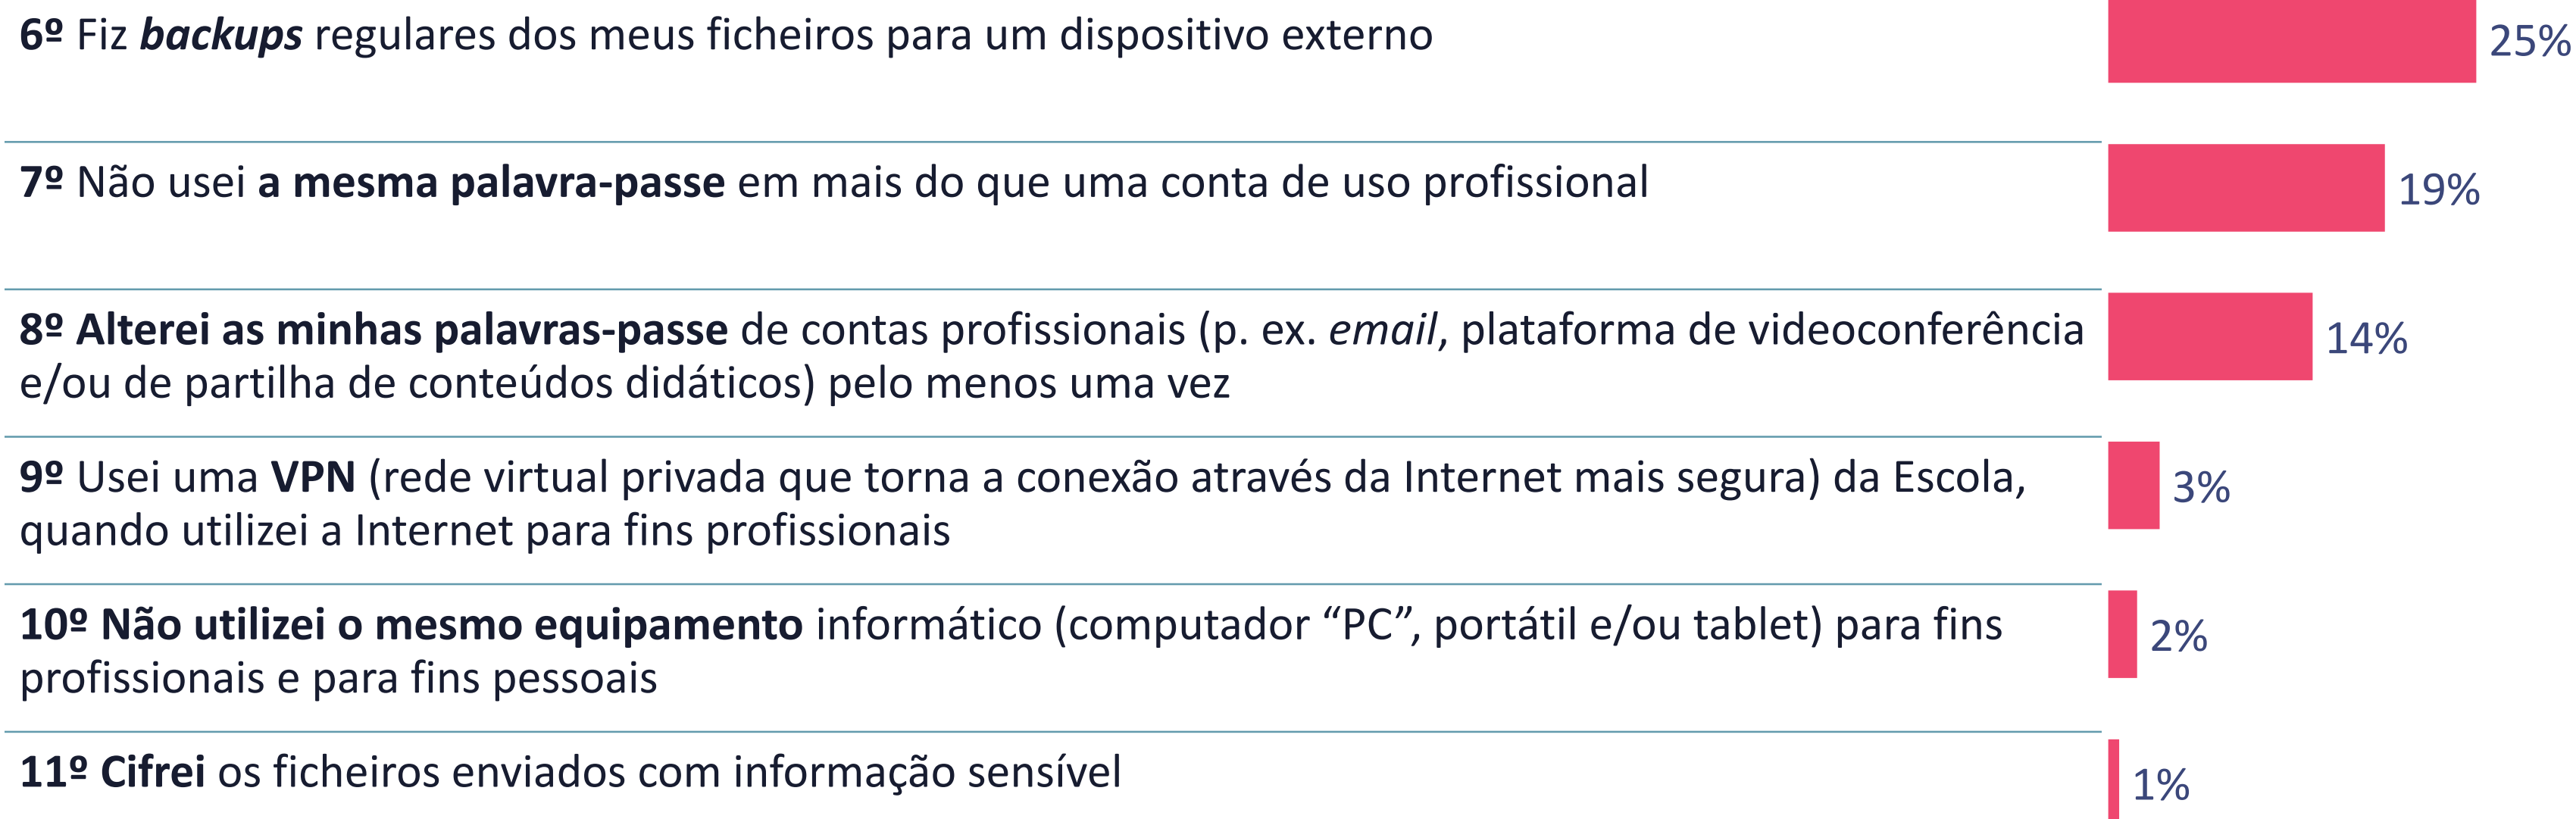 6º Fiz backups regulares dos meus ficheiros para um dispositivo externo
25%
7º Não usei a mesma palavra-passe em mais do que uma conta de uso profissional
19%
8º Alterei as minhas palavras-passe de contas profissionais (p. ex. email, plataforma de videoconferência
e/ou de partilha de conteúdos didáticos) pelo menos uma vez
14%
9º Usei uma VPN (rede virtual privada que torna a conexão através da Internet mais segura) da Escola,
quando utilizei a Internet para fins profissionais
3%
10º Não utilizei o mesmo equipamento informático (computador “PC”, portátil e/ou tablet) para fins
profissionais e para fins pessoais
2%
11º Cifrei os ficheiros enviados com informação sensível
1%